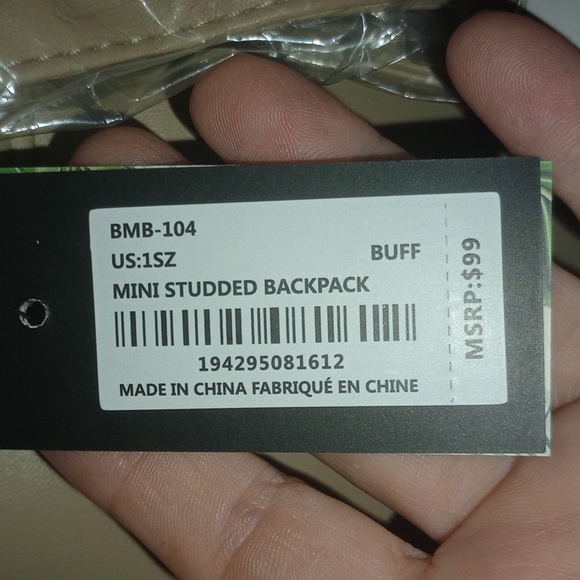 BMB-104
US:1SZ BUFF
MINI STUDDED BACKPACK
194295081612
MADE IN CHINA FABRIQUÉ EN CHINE
MSRP:$99